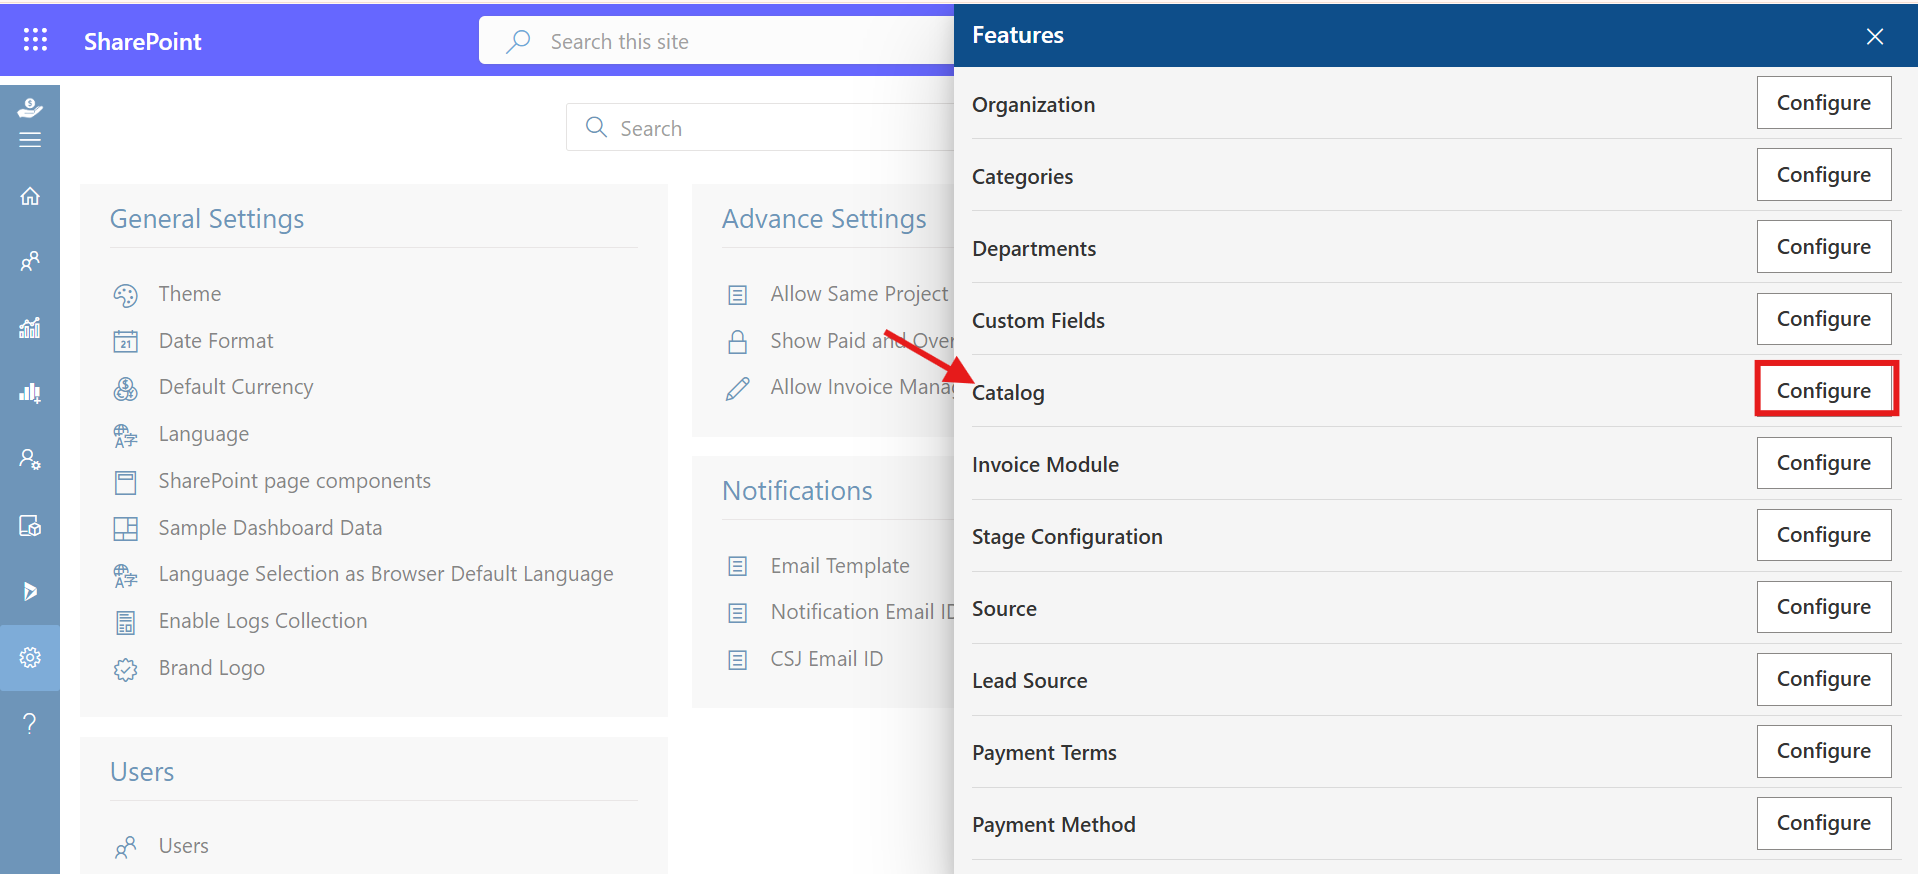 SharePoint
Search this site
Features
Search
Organization
Configure
Categories
Configure
Departments
Configure
Custom Fields
Configure
Catalog
Configure
Invoice Module
Configure
Stage Configuration
Configure
Source
Configure
Lead Source
Configure
Payment Terms
Configure
Payment Method
Configure
General Settings
Theme
21
Date Format
Default Currency
Language
SharePoint page components
Sample Dashboard Data
Language Selection as Browser Default Language
Enable Logs Collection
Brand Logo
Users
Users
Advance Settings
Allow Same Project
Show Paid and Over
Allow Invoice Mana
Notifications
Email Template
Notification Email ID
CSJ Email ID